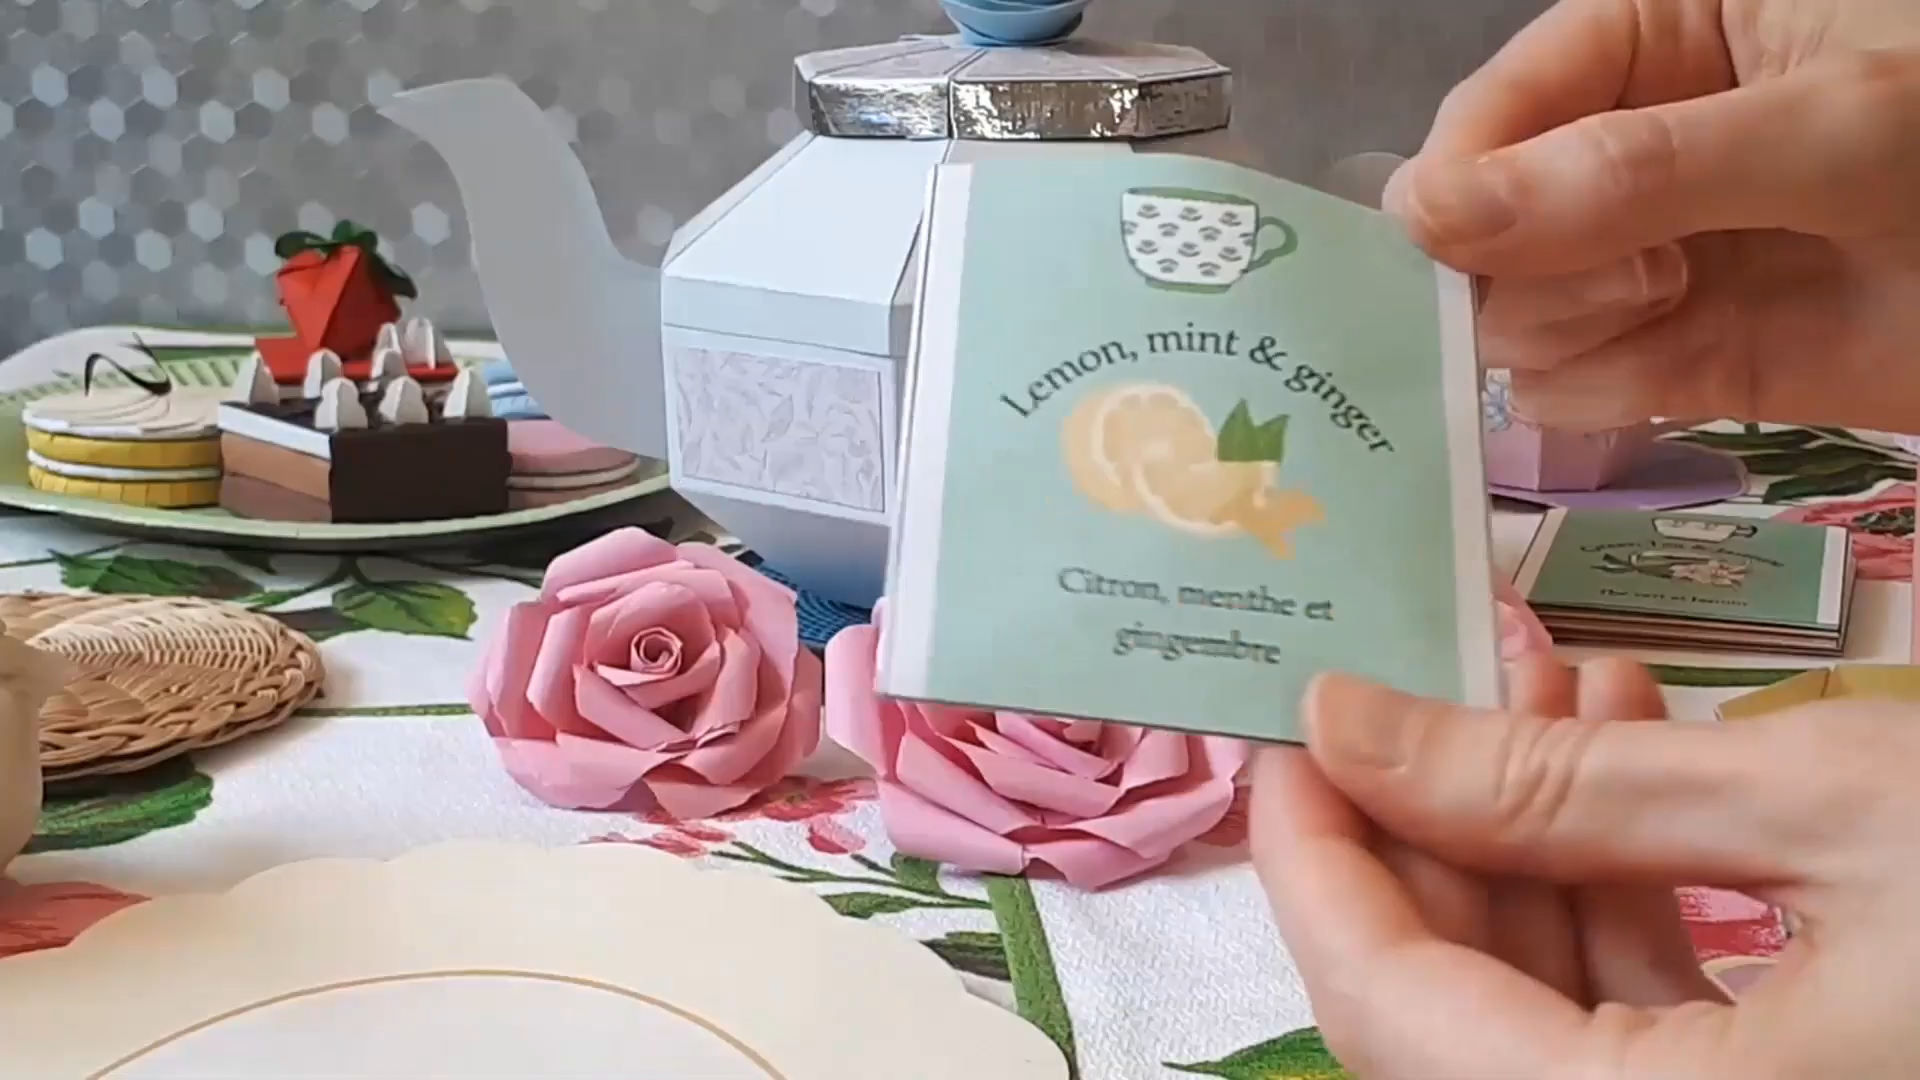 Lemon, mint & ginger
Citron, menthe et
gingembre